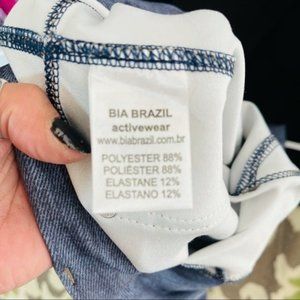 BIA BRAZIL
activewear
www.biabrazil.com.br
POLYESTER 88%
POLIÉSTER 88%
ELASTANE 12%
ELASTANO 12%